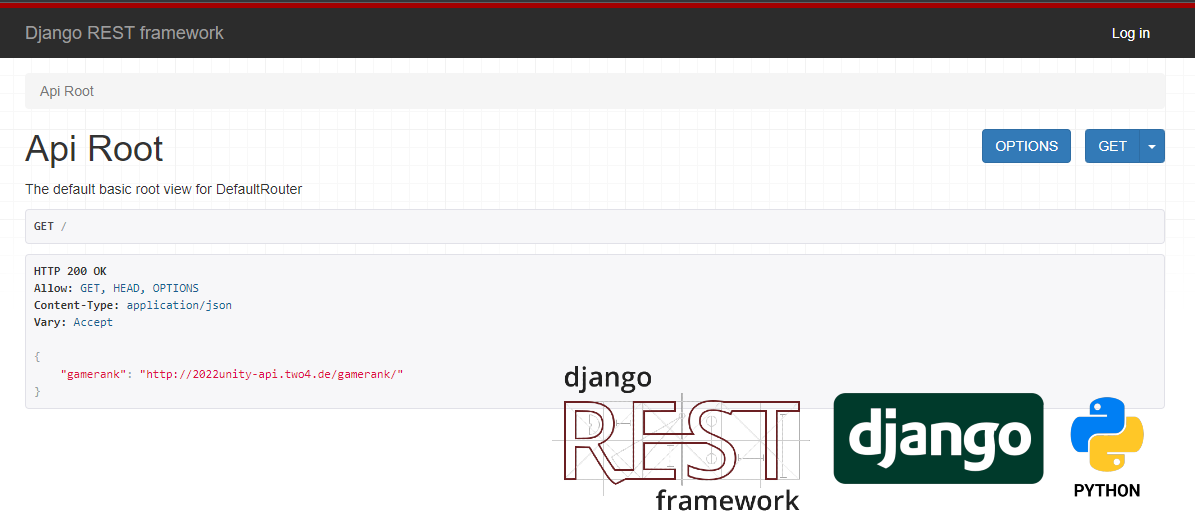 Django REST framework
Log in
Api Root
Api Root
OPTIONS
GET
The default basic root view for DefaultRouter
GET /
HTTP 200 OK
Allow: GET, HEAD, OPTIONS
Content-Type: application/json
Vary: Accept
{
"gamerank": "http://2022unity-api.two4.de/gamerank/"
}
django
REST
framework
django
PYTHON